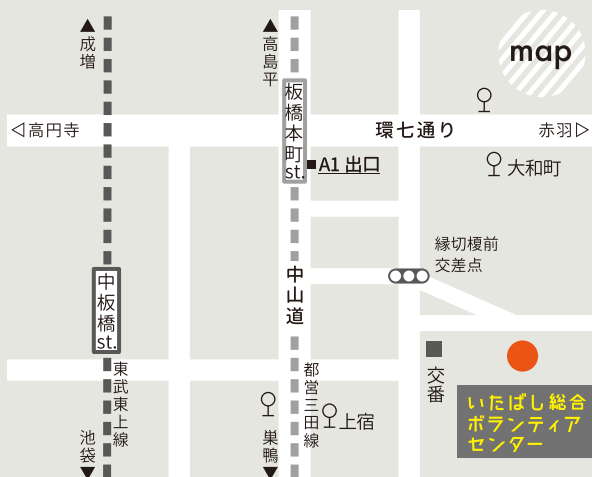 成増
高島平
map
高円寺
板橋本町st.
環七通り
赤羽
A1 出口
大和町
縁切榎前
交差点
中板橋st.
中山道
交番
東武東上線
都営三田線
上宿
池袋
巣鴨
いたばし総合
ボランティア
センター